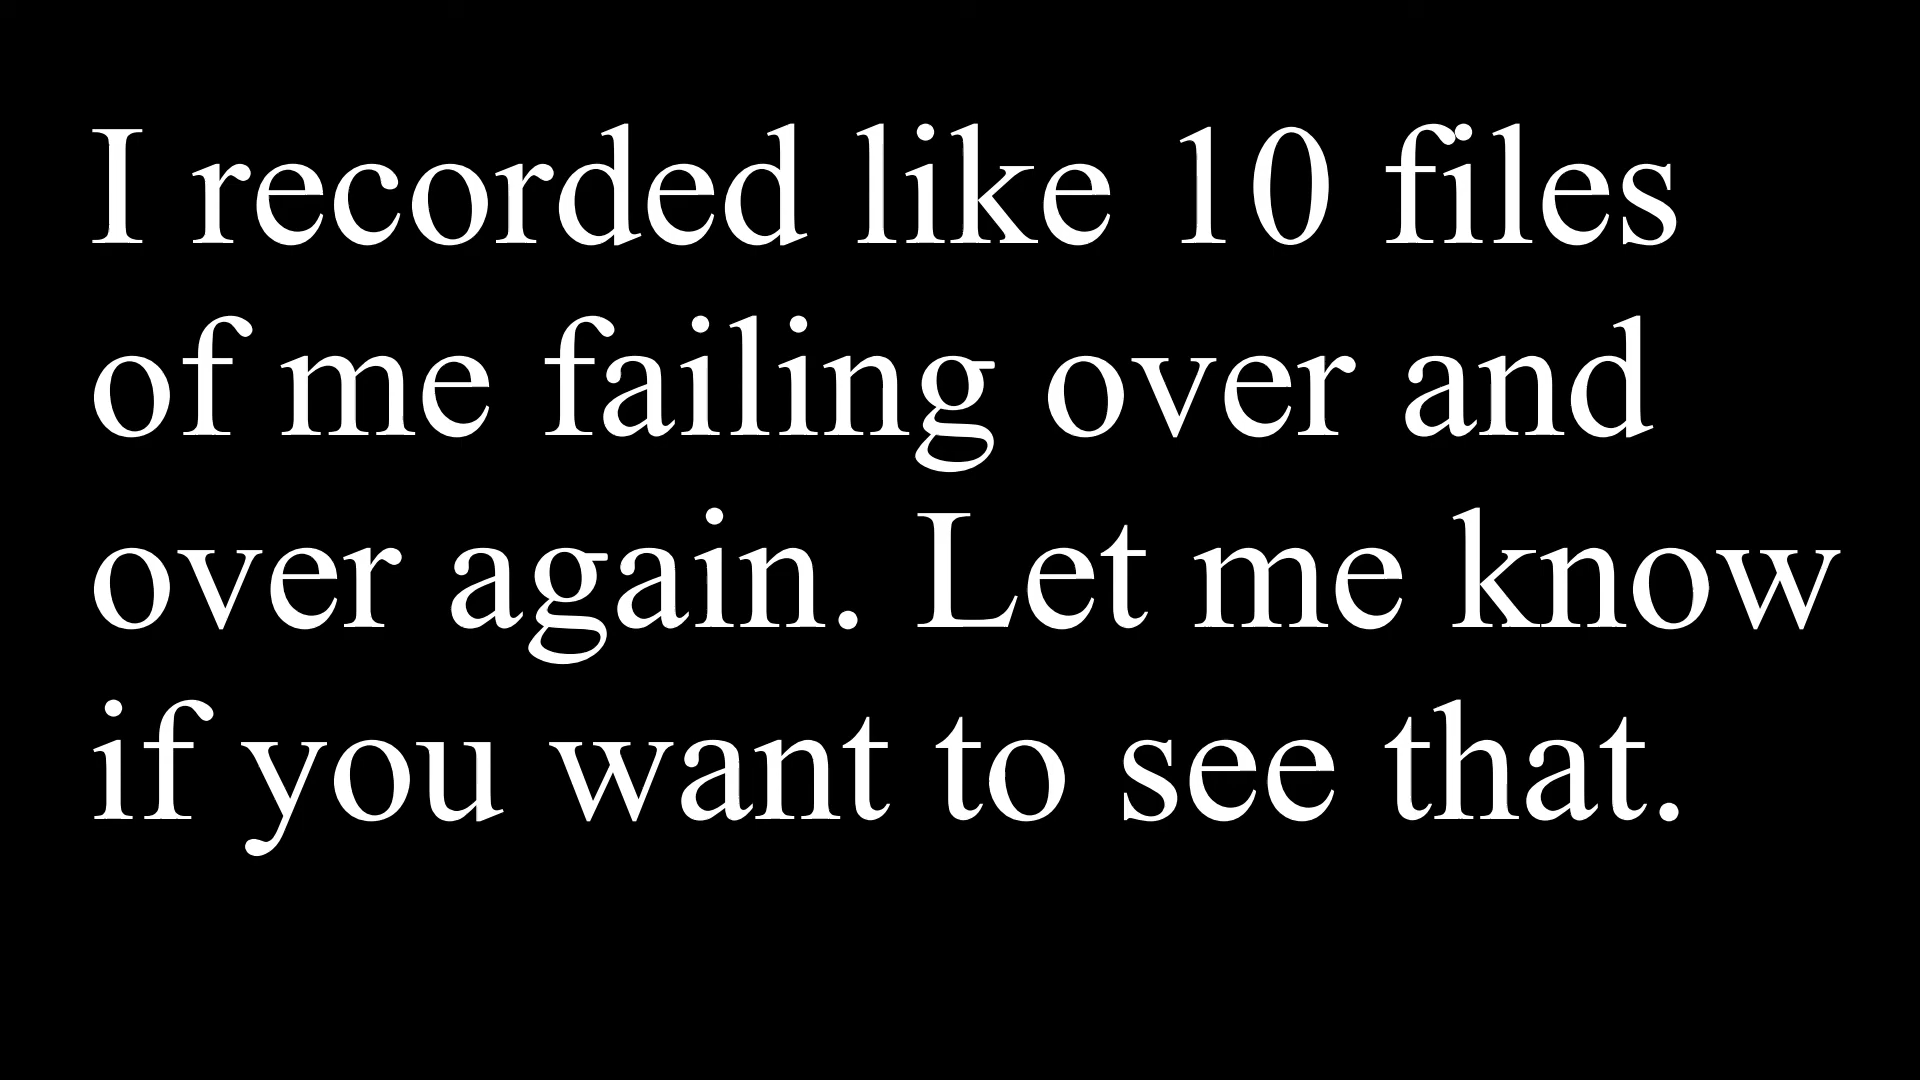 I recorded like 10 files
of me failing over and
over again. Let me know
if you want to see that.